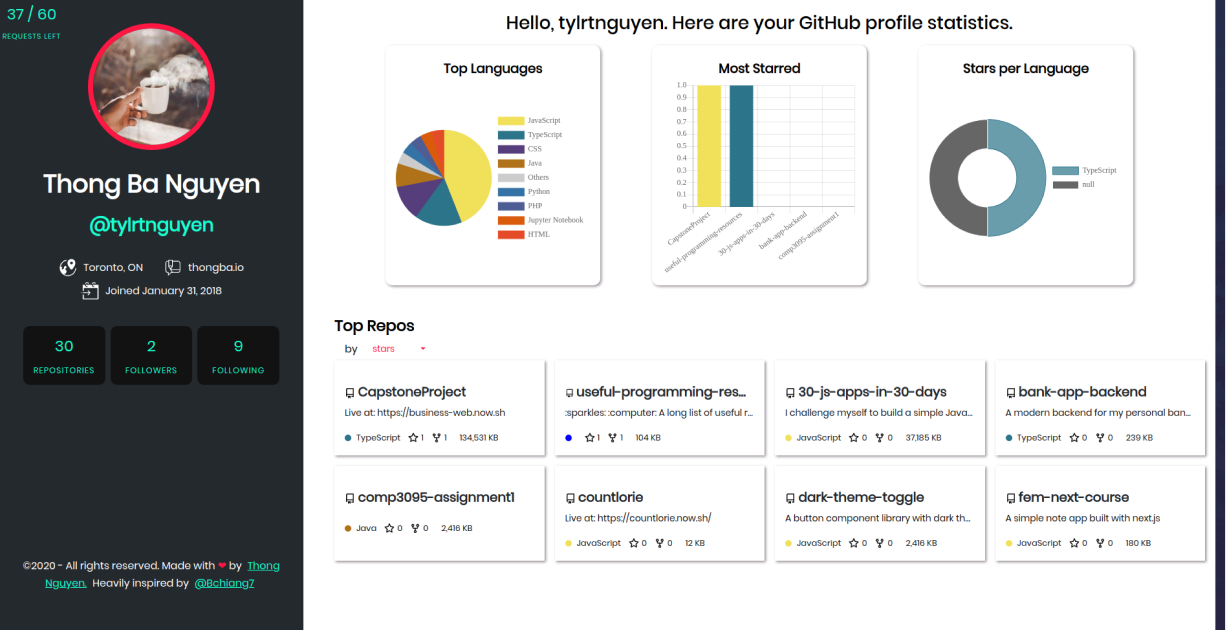 37 / 60
REQUESTS LEFT
Thong Ba Nguyen
@tylrtnguyen
Toronto, ON
thongba.io
Joined January 31, 2018
30
REPOSITORIES
2
FOLLOWERS
9
FOLLOWING
©2020 - All rights reserved. Made with ❤ by Thong
Nguyen. Heavily inspired by @Bchiang7
Hello, tylrtnguyen. Here are your GitHub profile statistics.
Top Languages
JavaScript
TypeScript
CSS
Java
Others
Python
PHP
Jupyter Notebook
HTML
Most Starred
1.0
0.9
0.8
0.7
0.6
0.5
0.4
0.3
0.2
0.1
0
CapstoneProject
useful-programming-resources
30-js-apps-in-30-days
bank-app-backend
comp3095-assignment1
Stars per Language
TypeScript
null
Top Repos
by stars
CapstoneProject
Live at: https://business-web.now.sh
TypeScript 1 1 134,531 KB
useful-programming-res...
:sparkles: :computer: A long list of useful r...
1 1 104 KB
30-js-apps-in-30-days
I challenge myself to build a simple Java...
JavaScript 0 0 37,185 KB
bank-app-backend
A modern backend for my personal ban...
TypeScript 0 0 239 KB
comp3095-assignment1
Java 0 0 2,416 KB
countlorie
Live at: https://countlorie.now.sh/
JavaScript 0 0 12 KB
dark-theme-toggle
A button component library with dark th...
JavaScript 0 0 2,416 KB
fem-next-course
A simple note app built with next.js
JavaScript 0 0 180 KB